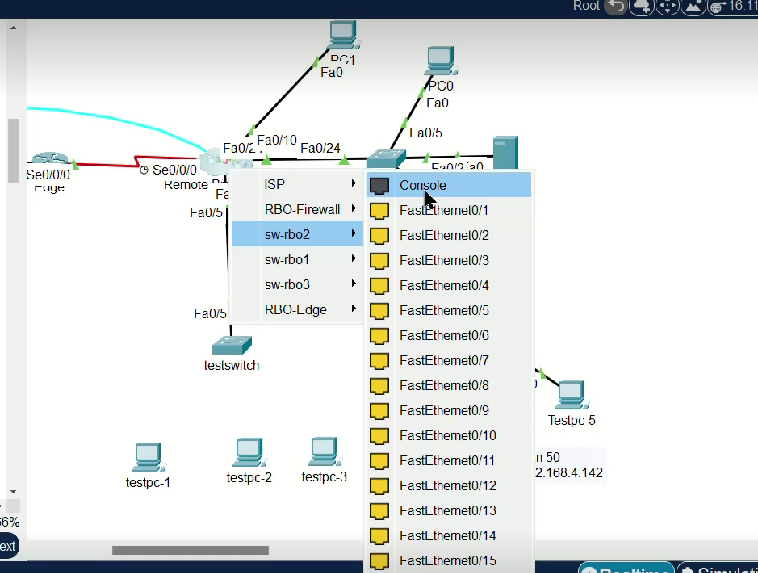 Root 16.11
PC1
Fa0
PC0
Fa0
Fa0/5
Fa0/10
Fa0/24
Se0/0/0
Se0/0/0
Remote
Fa0/5
ISP
RBO-Firewall
sw-rbo2
sw-rbo1
sw-rbo3
RBO-Edge
Console
FastEthernet0/1
FastEthernet0/2
FastEthernet0/3
FastEthernet0/4
FastEthernet0/5
FastEthernet0/6
FastEthernet0/7
FastEthernet0/8
FastEthernet0/9
FastEthernet0/10
FastEthernet0/11
FastEthernet0/12
FastEthernet0/13
FastEthernet0/14
FastEthernet0/15
Fa0/5
testswitch
Testpc 5
n 50
2.168.4.142
testpc-1
testpc-2
testpc-3
66%
ext
Realtime
Simulati